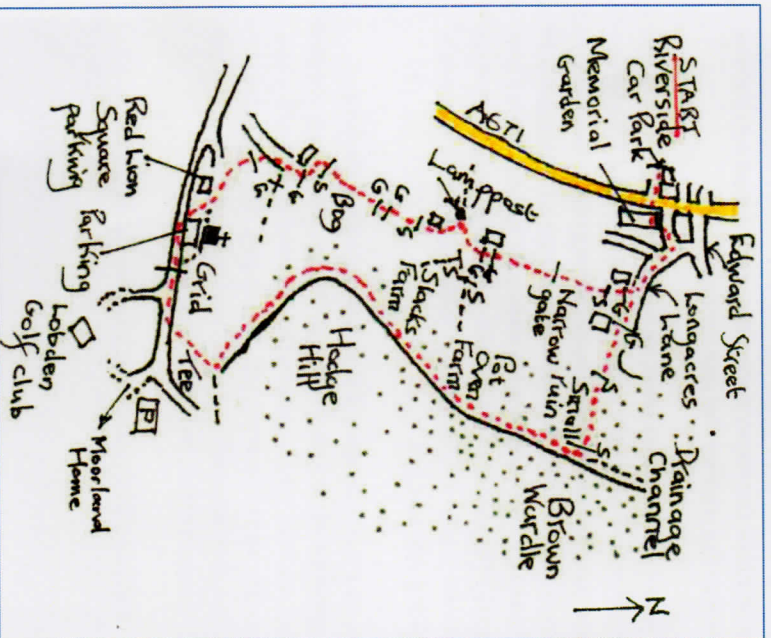 START
Riverside
Car Park
Memorial
Garden
Edward Street
Longacres
Lane
A671
Lamppost
Narrow
gate
Small
ruin
Drainage
Channel
Brown
Wardle
Pot
Oven
Farm
Slacks
Farm
TS
G
S
S
G
G
S
S
S
G
G
S
G
S
G
G
Bog
Hodge
Hill
Red Lion
Square
parking
Parking
Grid
Lobden
Golf club
Tee
P
Moorland
Home
N